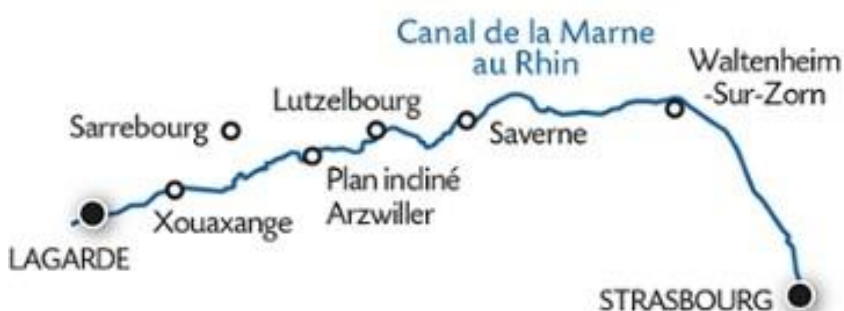 Canal de la Marne
au Rhin
Waltenheim
-Sur-Zorn
Lutzelbourg
Sarrebourg
Saverne
Plan incliné
Arzwiller
Xouaxange
LAGARDE
STRASBOURG